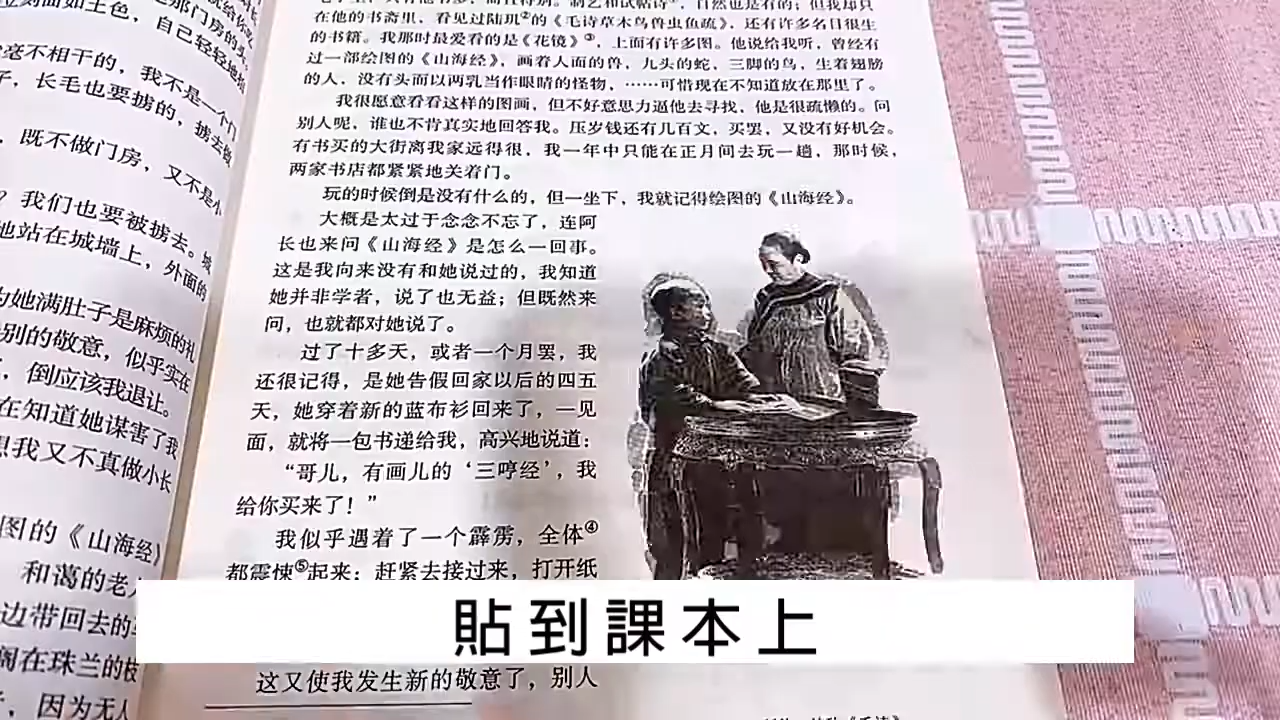 毫不相干的，我不是一个门
子，长毛也要掳的，掳去做
，既不做门房，又不是小
？我们也要被掳去。城
地站在城墙上，外面的
为她满肚子是麻烦的礼
别的敬意，似乎实在
，倒应该我退让。
在知道她谋害了我
想我又不真做小长
图的《山海经》
和蔼的老
边带回去的
阁在珠兰的枝
，因为无人
在他的书斋里，看见过陆玑②的《毛诗草木鸟兽虫鱼疏》，还有许多名目很生
的书籍。我那时最爱看的是《花镜》③，上面有许多图。他说给我听，曾经有
过一部绘图的《山海经》，画着人面的兽，九头的蛇，三脚的鸟，生着翅膀
的人，没有头而以两乳当作眼睛的怪物，……可惜现在不知道放在那里了。
我很愿意看看这样的图画，但不好意思力逼他去寻找，他是很疏懒的。问
别人呢，谁也不肯真实地回答我。压岁钱还有几百文，买罢，又没有好机会。
有书买的大街离我家远得很，我一年中只能在正月间去玩一趟，那时候，
两家书店都紧紧地关着门。
玩的时候倒是没有什么的，但一坐下，我就记得绘图的《山海经》。
大概是太过于念念不忘了，连阿
长也来问《山海经》是怎么一回事。
这是我向来没有和她说过的，我知道
她并非学者，说了也无益；但既然来
问，也就都对她说了。
过了十多天，或者一个月罢，我
还很记得，是她告假回家以后的四五
天，她穿着新的蓝布衫回来了，一见
面，就将一包书递给我，高兴地说道：
“哥儿，有画儿的‘三哼经’，我
给你买来了！”
我似乎遇着了一个霹雳，全体④
都震悚⑤起来；赶紧去接过来，打开纸
这又使我发生新的敬意了，别人
貼到課本上